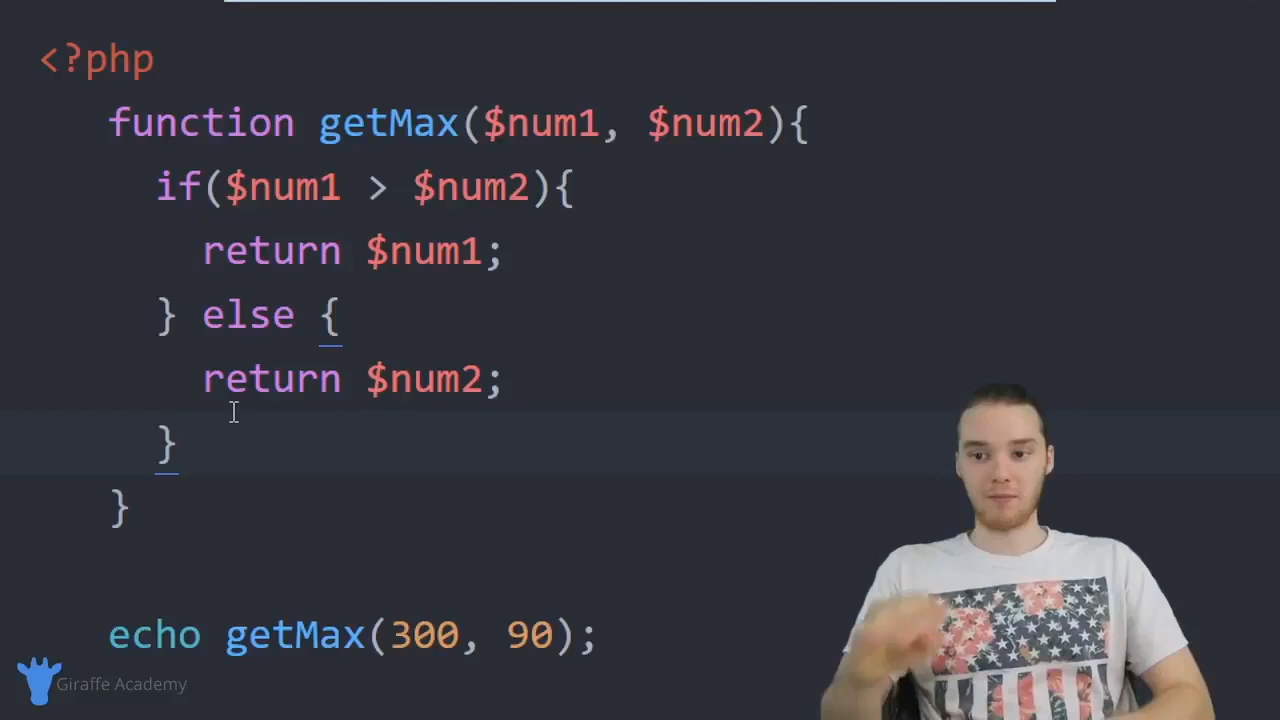 <?php
function getMax($num1, $num2){
if($num1 > $num2){
return $num1;
} else {
return $num2;
}
}
echo getMax(300, 90);
Giraffe Academy